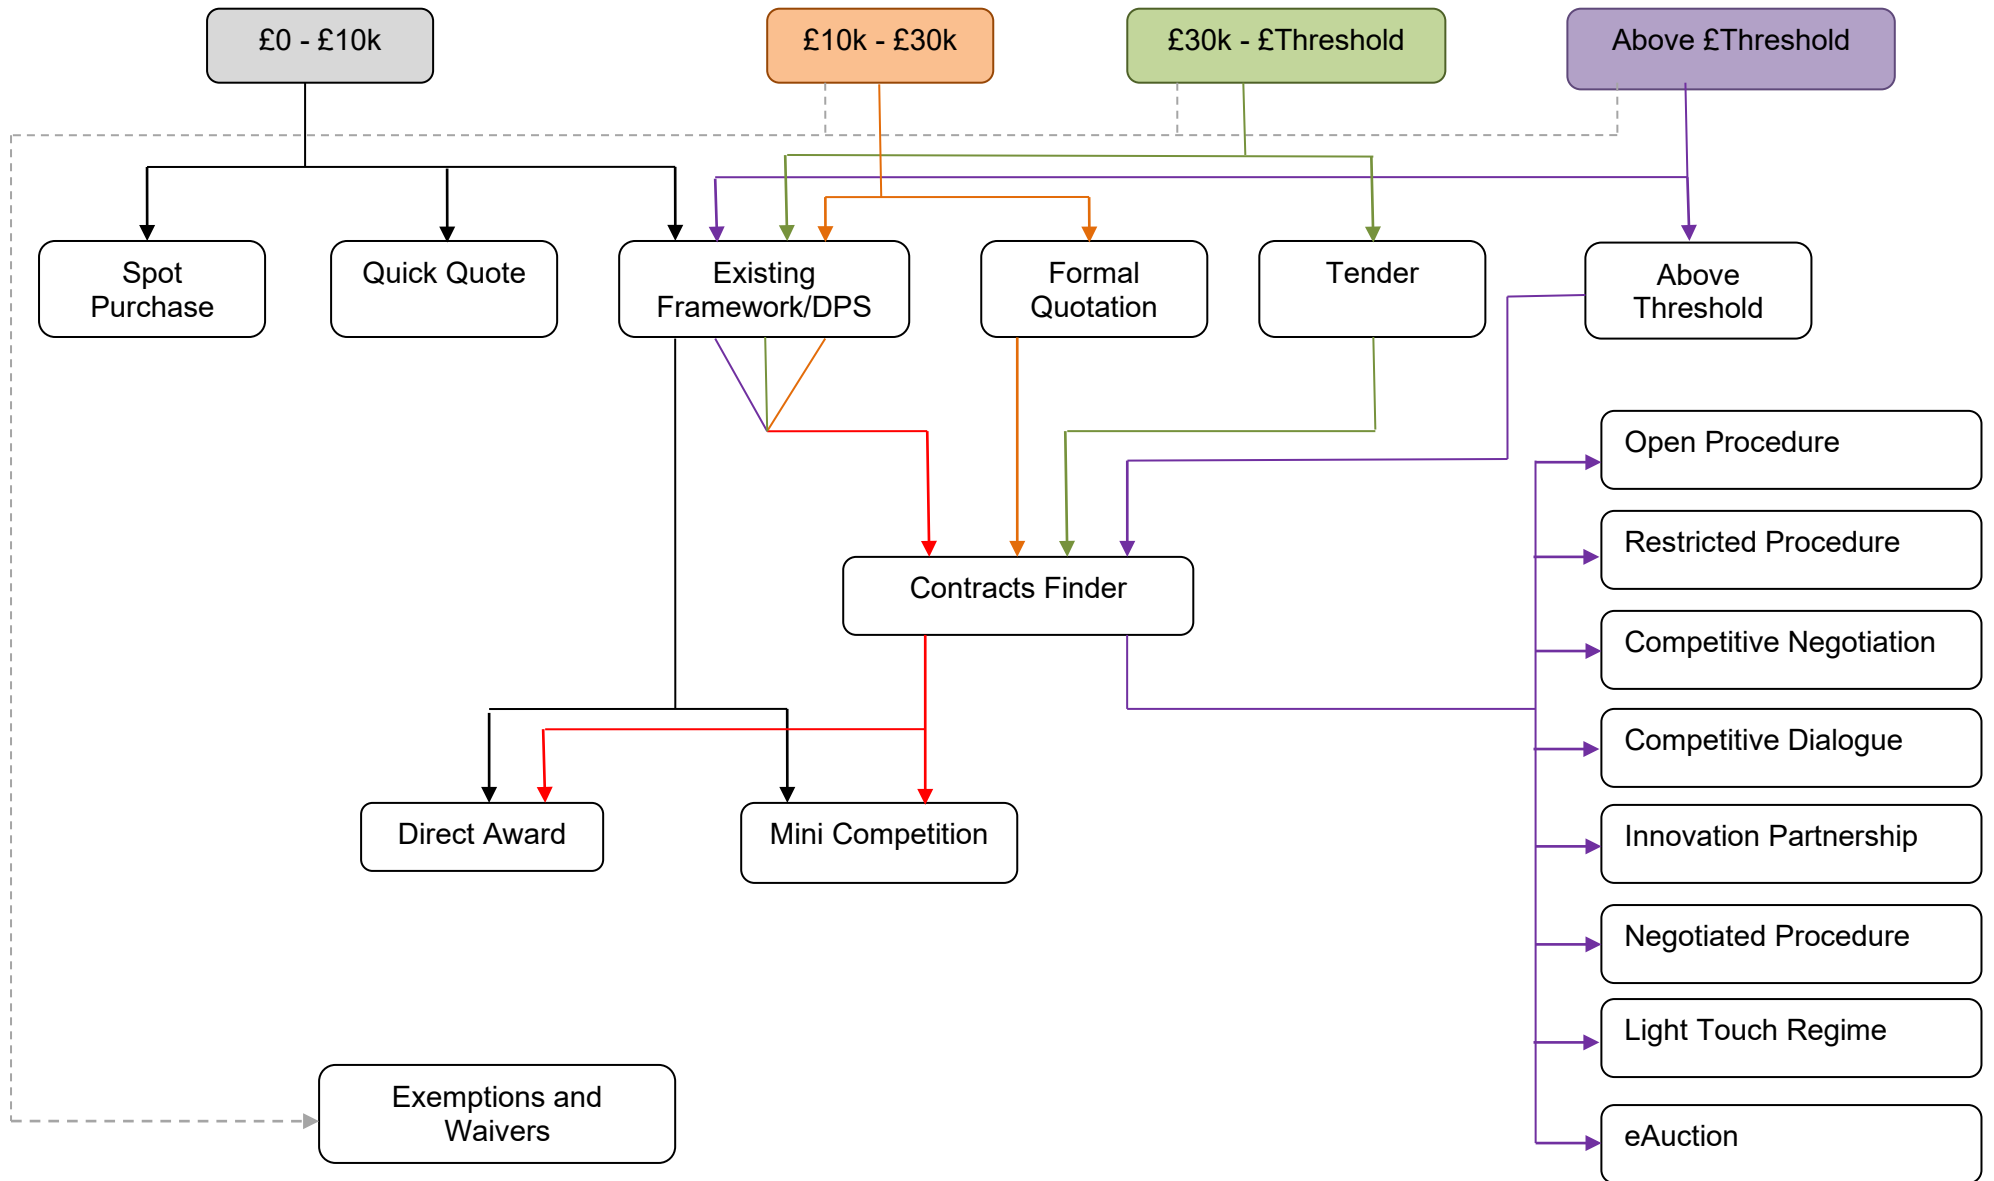 £0 - £10k
£10k - £30k
£30k - £Threshold
Above £Threshold
Spot
Purchase
Quick Quote
Existing
Framework/DPS
Formal
Quotation
Tender
Above
Threshold
Open Procedure
Restricted Procedure
Contracts Finder
Competitive Negotiation
Competitive Dialogue
Direct Award
Mini Competition
Innovation Partnership
Negotiated Procedure
Light Touch Regime
Exemptions and
Waivers
eAuction